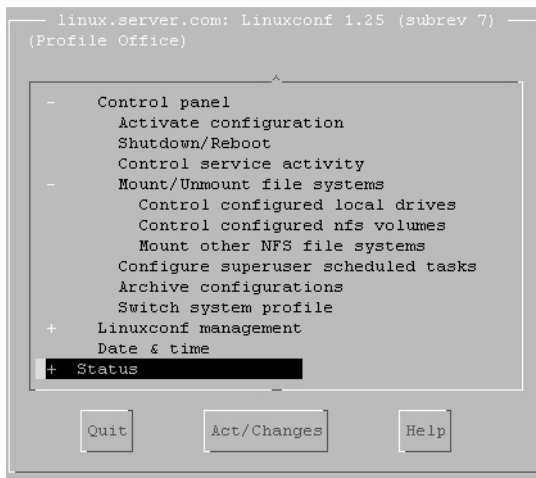 linux.server.com: Linuxconf 1.25 (subrev 7)
(Profile Office)
- Control panel
Activate configuration
Shutdown/Reboot
Control service activity
- Mount/Unmount file systems
Control configured local drives
Control configured nfs volumes
Mount other NFS file systems
Configure superuser scheduled tasks
Archive configurations
Switch system profile
+ Linuxconf management
Date & time
+ Status
Quit Act/Changes Help